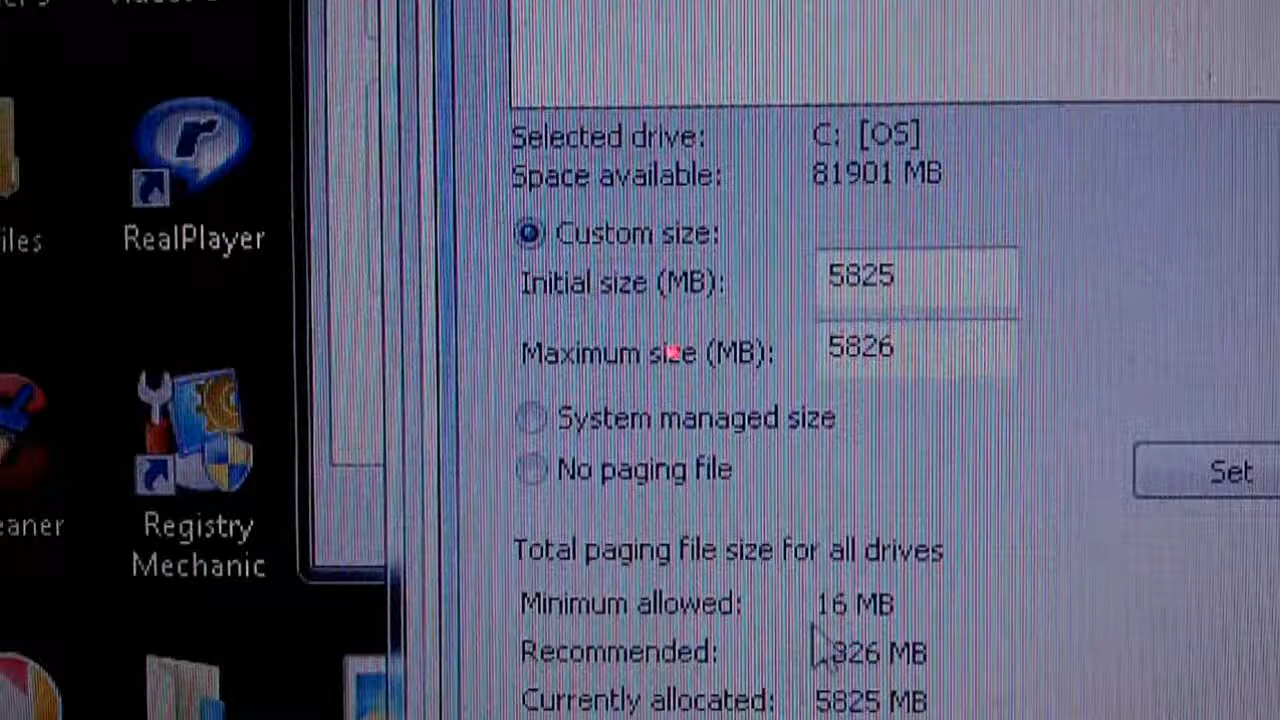 Selected drive: C: [OS]
Space available: 81901 MB
Custom size:
Initial size (MB): 5825
Maximum size (MB): 5826
System managed size
No paging file
Set
Total paging file size for all drives
Minimum allowed: 16 MB
Recommended: 826 MB
Currently allocated: 5825 MB
RealPlayer
Registry
Mechanic
iles
eaner